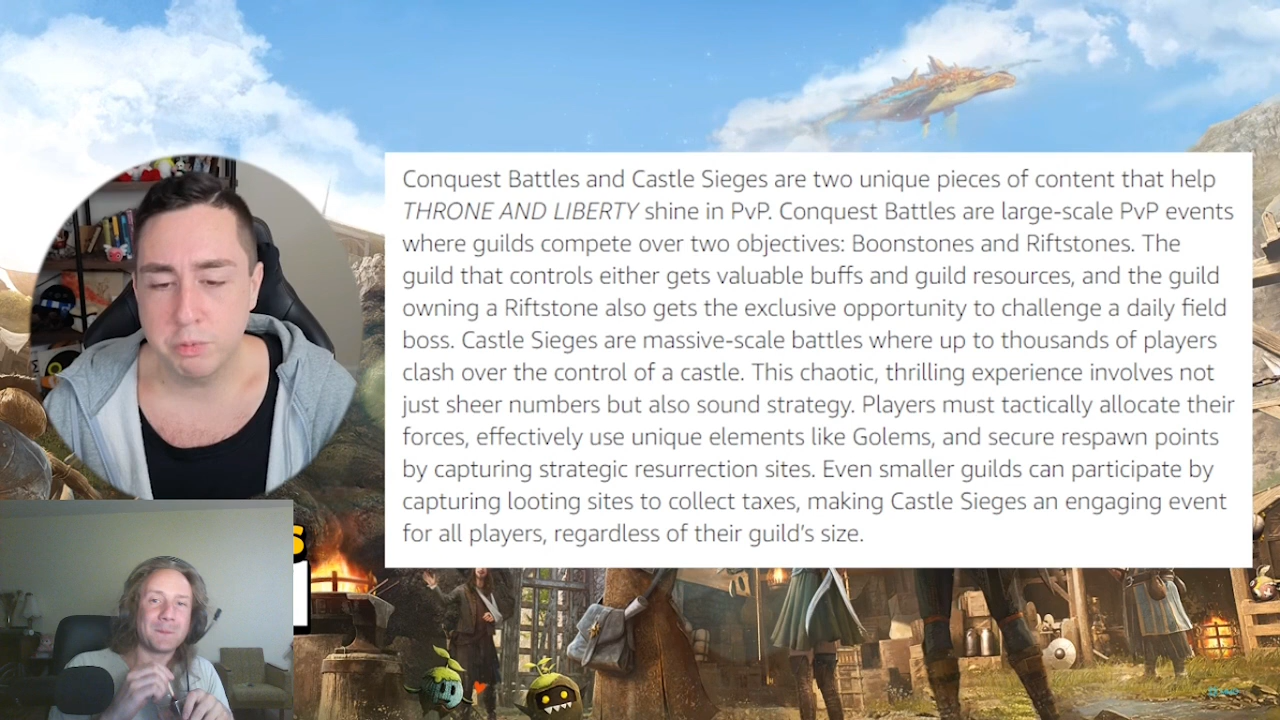 Conquest Battles and Castle Sieges are two unique pieces of content that help
THRONE AND LIBERTY shine in PvP. Conquest Battles are large-scale PvP events
where guilds compete over two objectives: Boonstones and Riftstones. The
guild that controls either gets valuable buffs and guild resources, and the guild
owning a Riftstone also gets the exclusive opportunity to challenge a daily field
boss. Castle Sieges are massive-scale battles where up to thousands of players
clash over the control of a castle. This chaotic, thrilling experience involves not
just sheer numbers but also sound strategy. Players must tactically allocate their
forces, effectively use unique elements like Golems, and secure respawn points
by capturing strategic resurrection sites. Even smaller guilds can participate by
capturing looting sites to collect taxes, making Castle Sieges an engaging event
for all players, regardless of their guild's size.